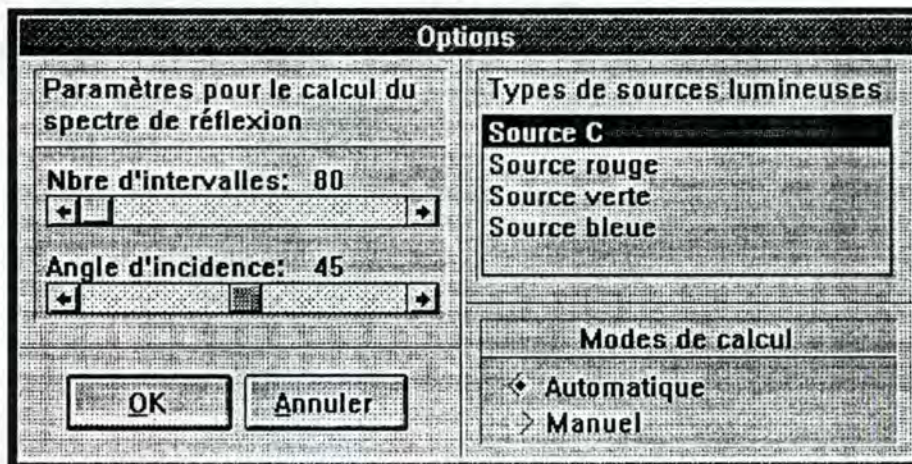 Options
Paramètres pour le calcul du
spectre de réflexion
Nbre d'intervalles: 80
Angle d'incidence: 45
OK
Annuler
Types de sources lumineuses
Source C
Source rouge
Source verte
Source bleue
Modes de calcul
Automatique
Manuel